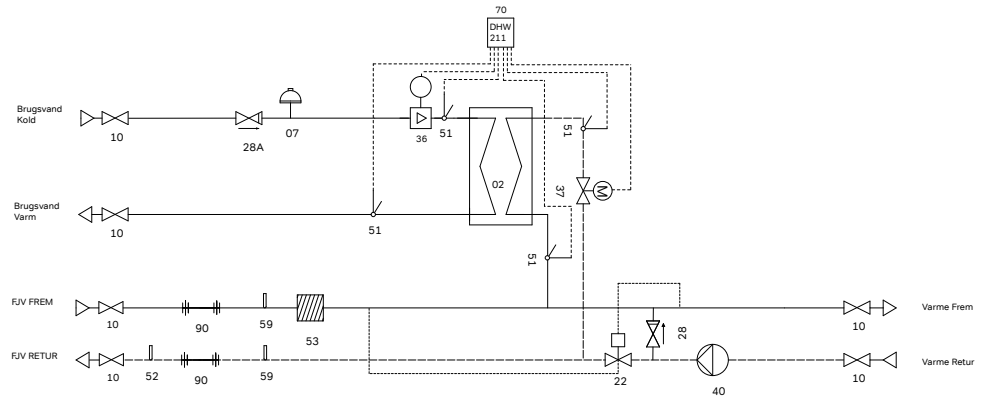 70
DHW
211
Brugsvand
Kold
10
28A
07
36
51
51
02
37
M
Brugsvand
Varm
10
51
51
FJV FREM
10
90
59
53
28
10
Varme Frem
FJV RETUR
10
52
90
59
22
40
10
Varme Retur